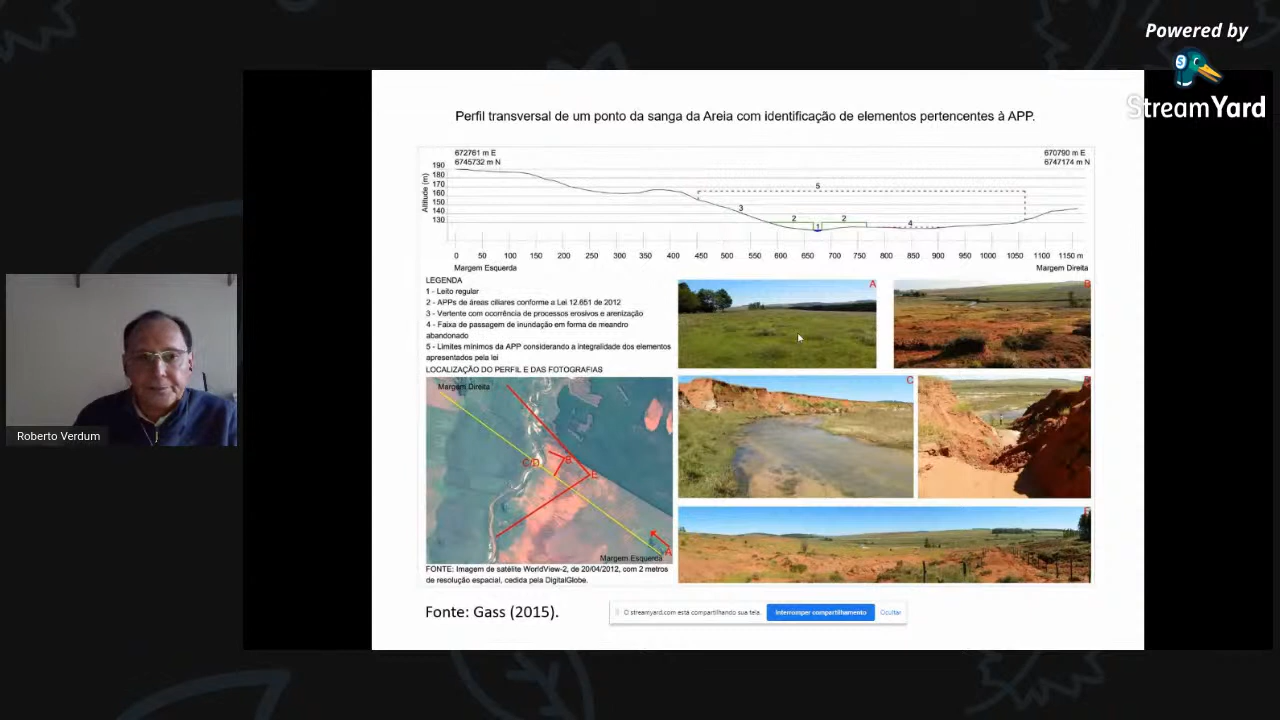 Powered by
StreamYard
Perfil transversal de um ponto da sanga da Areia com identificação de elementos pertencentes à APP.
672761 m E
6745732 m N
670790 m E
6747174 m N
Altitude (m)
190
180
170
160
150
140
130
5
3
2
1
2
4
0 50 100 150 200 250 300 350 400 450 500 550 600 650 700 750 800 850 900 950 1000 1050 1100 1150 m
Margem Esquerda
Margem Direita
LEGENDA
1 - Leito regular
2 - APPs de áreas ciliares conforme a Lei 12.651 de 2012
3 - Vertente com ocorrência de processos erosivos e arenização
4 - Faixa de passagem de inundação em forma de meandro
abandonado
5 - Limites mínimos da APP considerando a integralidade dos elementos
apresentados pela lei
LOCALIZAÇÃO DO PERFIL E DAS FOTOGRAFIAS
Margem Direita
C
D
B
E
A
Margem Esquerda
FONTE: Imagem de satélite WorldView-2, de 20/04/2012, com 2 metros
de resolução espacial, cedida pela DigitalGlobe.
A
B
C
D
E
Fonte: Gass (2015).
O streamyard.com está compartilhando sua tela.
Interromper compartilhamento
Ocultar
Roberto Verdum